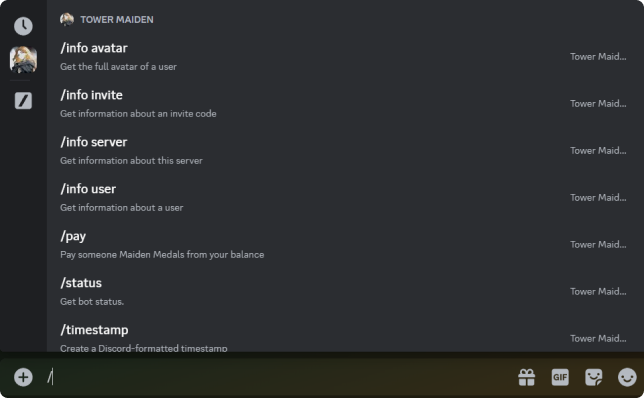 TOWER MAIDEN
/info avatar
Get the full avatar of a user
Tower Maid...
/info invite
Get information about an invite code
Tower Maid...
/info server
Get information about this server
Tower Maid...
/info user
Get information about a user
Tower Maid...
/pay
Pay someone Maiden Medals from your balance
Tower Maid...
/status
Get bot status.
Tower Maid...
/timestamp
Create a Discord-formatted timestamp
Tower Maid...
/
GIF